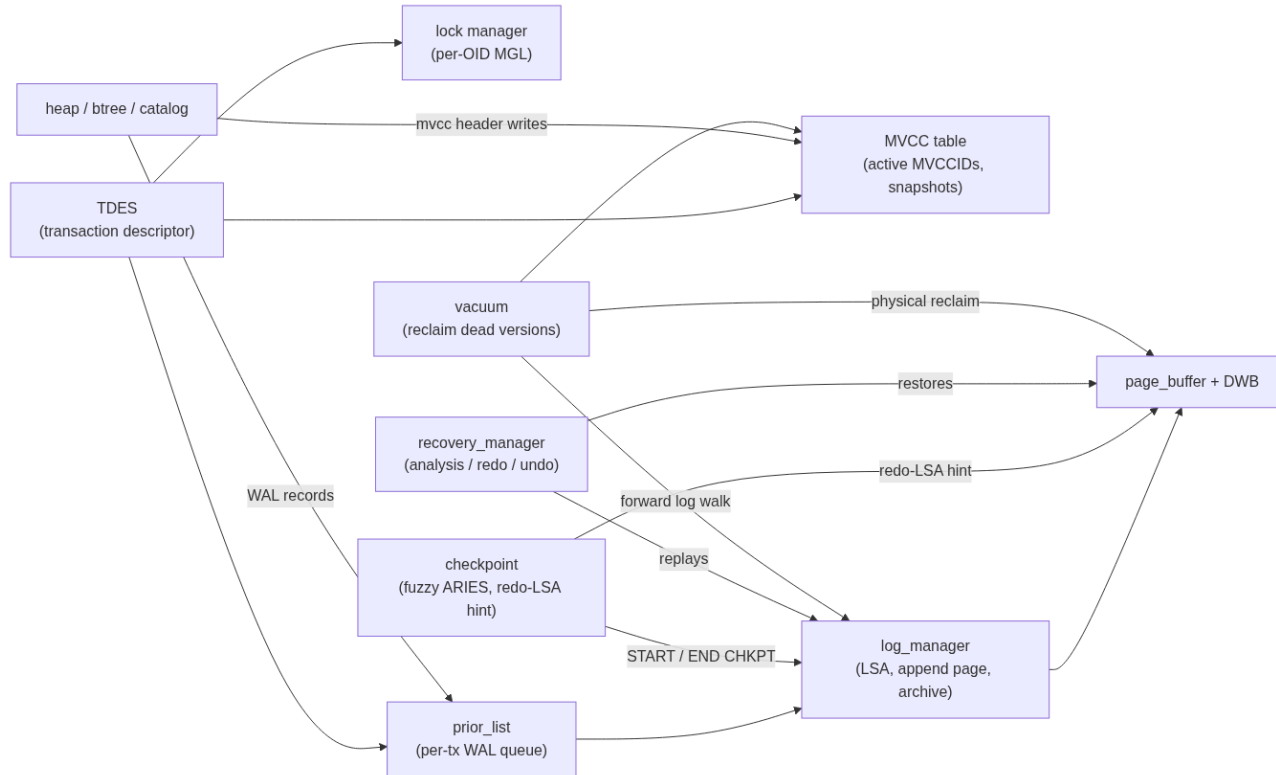 lock manager
(per-OID MGL)
heap / btree / catalog
mvcc header writes
MVCC table
(active MVCCIDs,
snapshots)
TDES
(transaction descriptor)
vacuum
(reclaim dead versions)
physical reclaim
page_buffer + DWB
restores
recovery_manager
(analysis / redo / undo)
redo-LSA hint
WAL records
forward log walk
replays
checkpoint
(fuzzy ARIES, redo-LSA
hint)
START / END CHKPT
log_manager
(LSA, append page,
archive)
prior_list
(per-tx WAL queue)